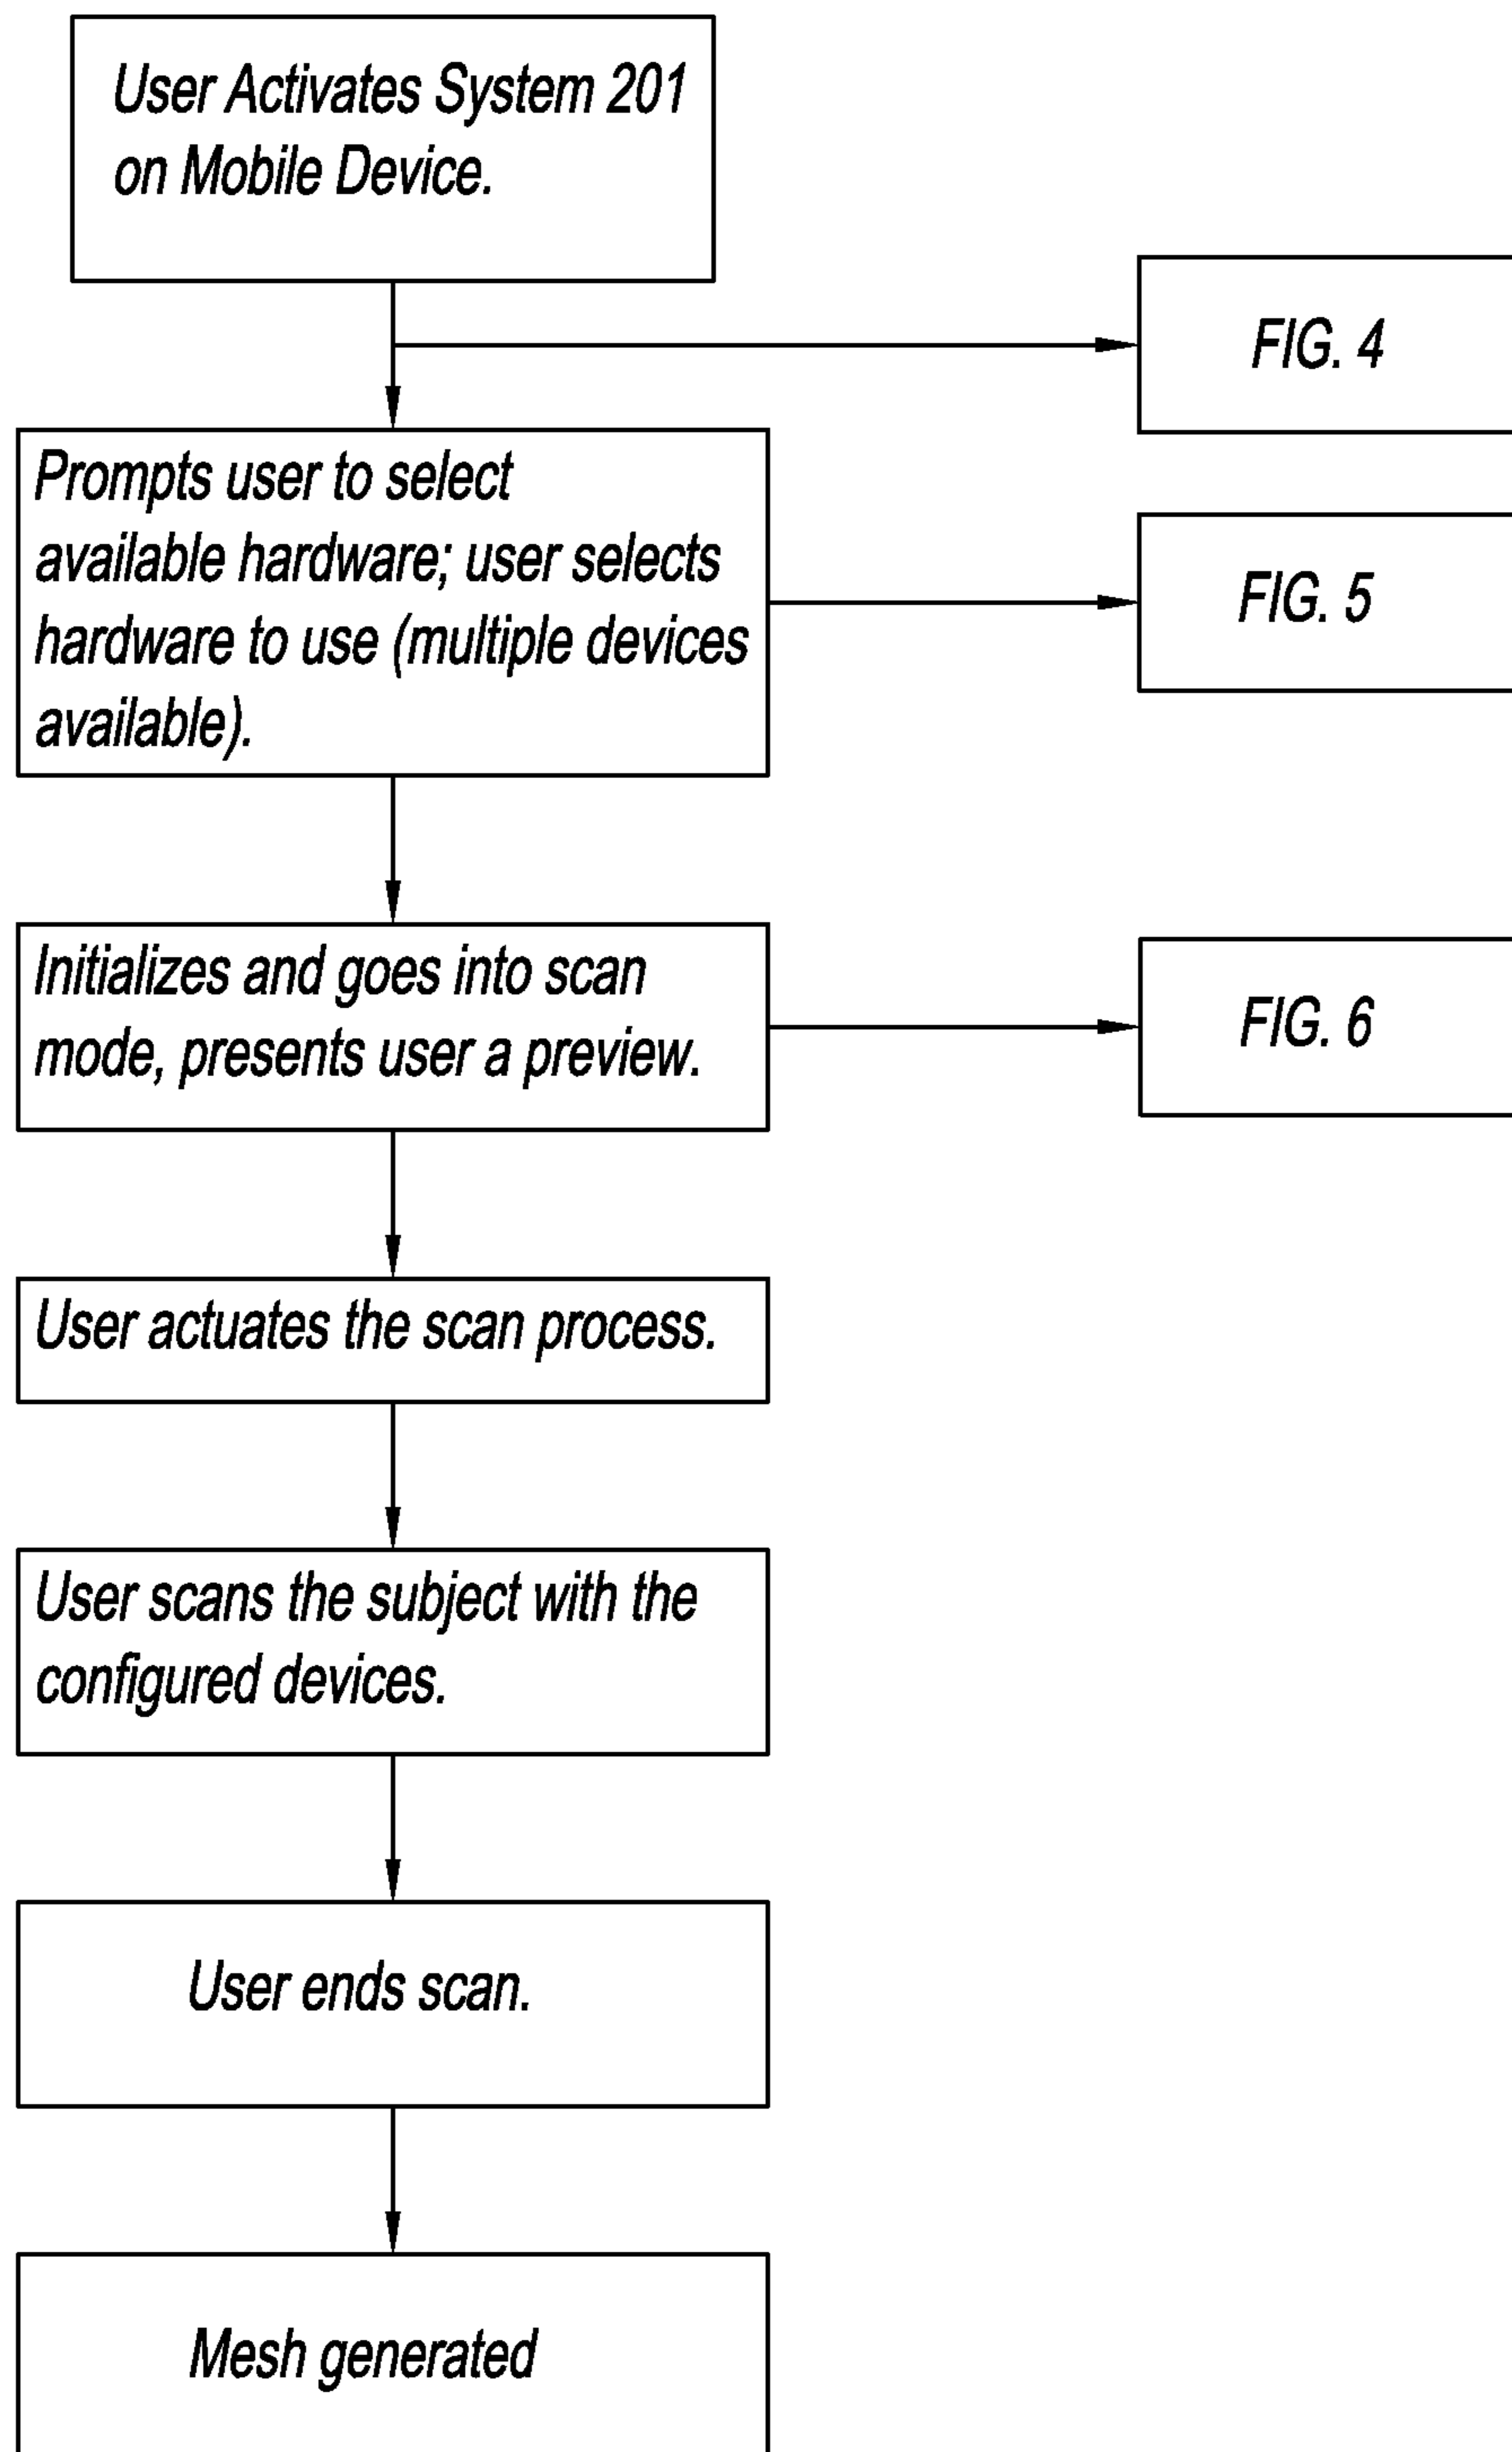 User Activates System 201
on Mobile Device.
FIG. 4
Prompts user to select
available hardware; user selects
hardware to use (multiple devices
available).
FIG. 5
Initializes and goes into scan
mode, presents user a preview.
FIG. 6
User actuates the scan process.
User scans the subject with the
configured devices.
User ends scan.
Mesh generated